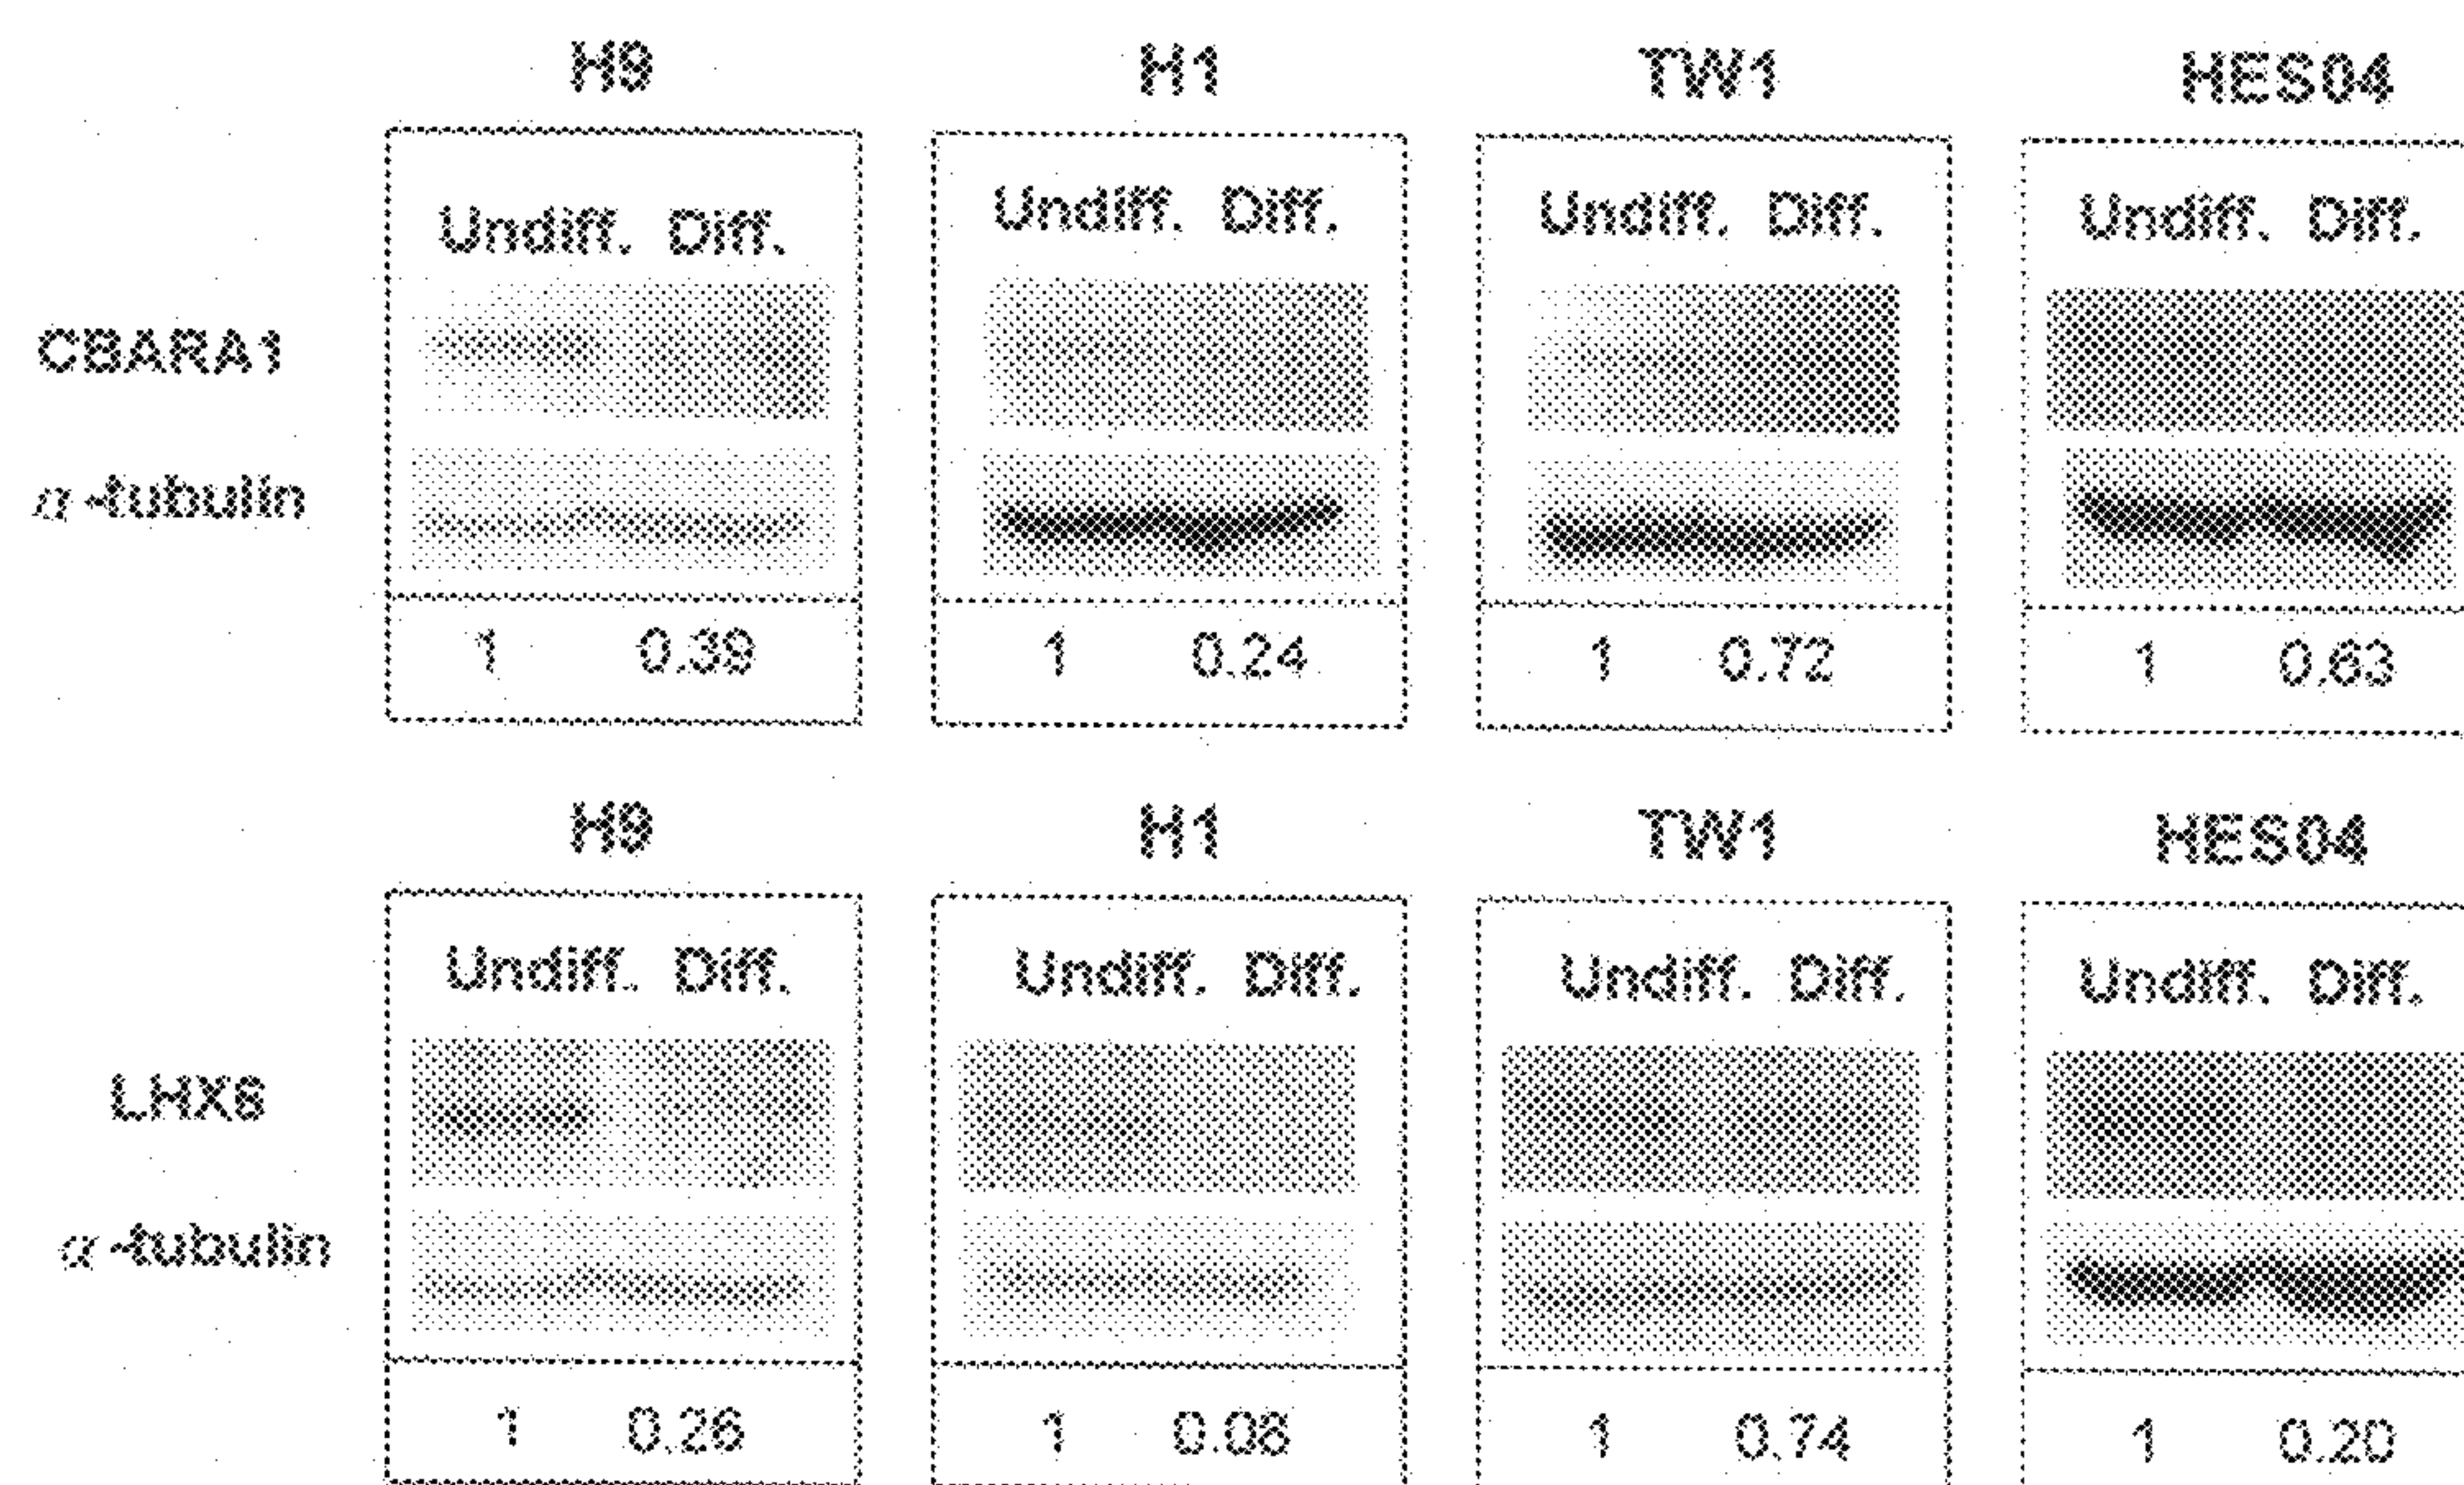 H9 H1 TW1 HES04
Undiff. Diff. Undiff. Diff. Undiff. Diff. Undiff. Diff.
CBARA1
α-tubulin
1 0.39 1 0.24 1 0.72 1 0.63
H9 H1 TW1 HES04
Undiff. Diff. Undiff. Diff. Undiff. Diff. Undiff. Diff.
LHX6
α-tubulin
1 0.26 1 0.08 1 0.74 1 0.20